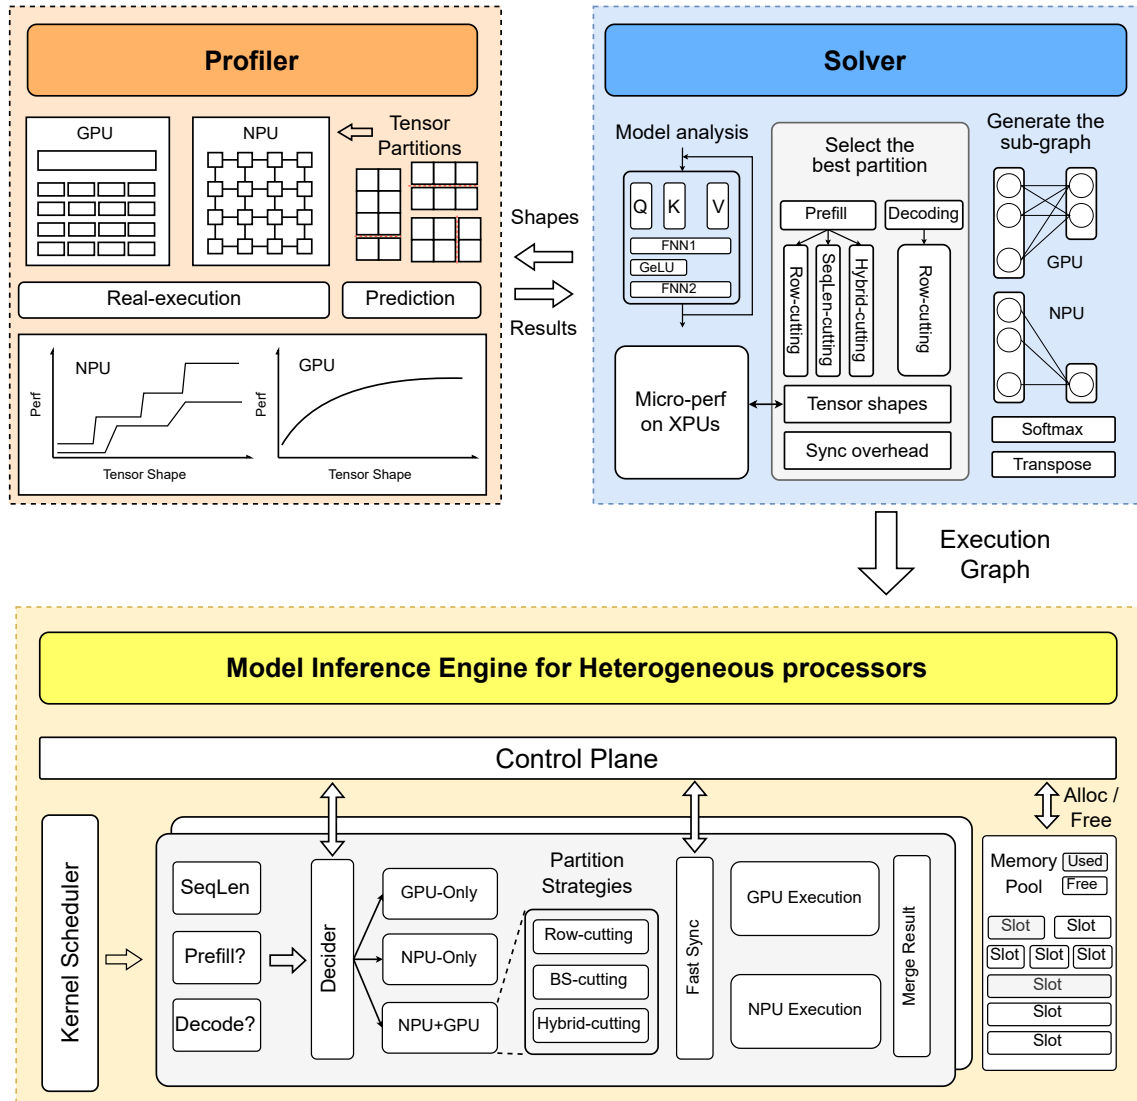 Profiler
GPU
NPU
Tensor
Partitions
Real-execution
Prediction
NPU
Perf
Tensor Shape
GPU
Perf
Tensor Shape
Shapes
Results
Solver
Model analysis
Q
K
V
FNN1
GeLU
FNN2
Micro-perf
on XPUs
Select the
best partition
Prefill
Decoding
Row-cutting
SeqLen-cutting
Hybrid-cutting
Row-cutting
Tensor shapes
Sync overhead
Generate the
sub-graph
GPU
NPU
Softmax
Transpose
Execution
Graph
Model Inference Engine for Heterogeneous processors
Control Plane
Kernel Scheduler
SeqLen
Prefill?
Decode?
Decider
GPU-Only
NPU-Only
NPU+GPU
Partition
Strategies
Row-cutting
BS-cutting
Hybrid-cutting
Fast Sync
GPU Execution
NPU Execution
Merge Result
Alloc /
Free
Memory
Pool
Used
Free
Slot
Slot
Slot
Slot
Slot
Slot
Slot
Slot